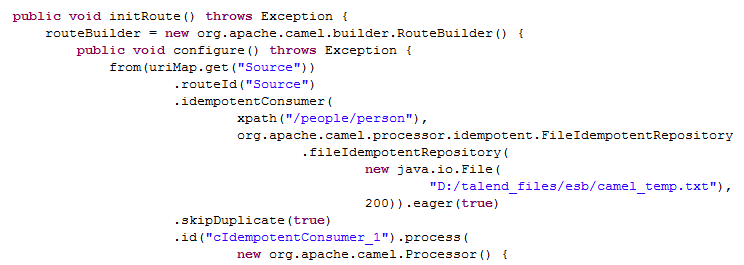 public void initRoute() throws Exception {
routeBuilder = new org.apache.camel.builder.RouteBuilder() {
public void configure() throws Exception {
from(uriMap.get("Source"))
.routeId("Source")
.idempotentConsumer(
xpath("/people/person"),
org.apache.camel.processor.idempotent.FileIdempotentRepository
.fileIdempotentRepository(
new java.io.File(
"D:/talend_files/esb/camel_temp.txt"),
200)).eager(true)
.skipDuplicate(true)
.id("cIdempotentConsumer_1").process(
new org.apache.camel.Processor() {